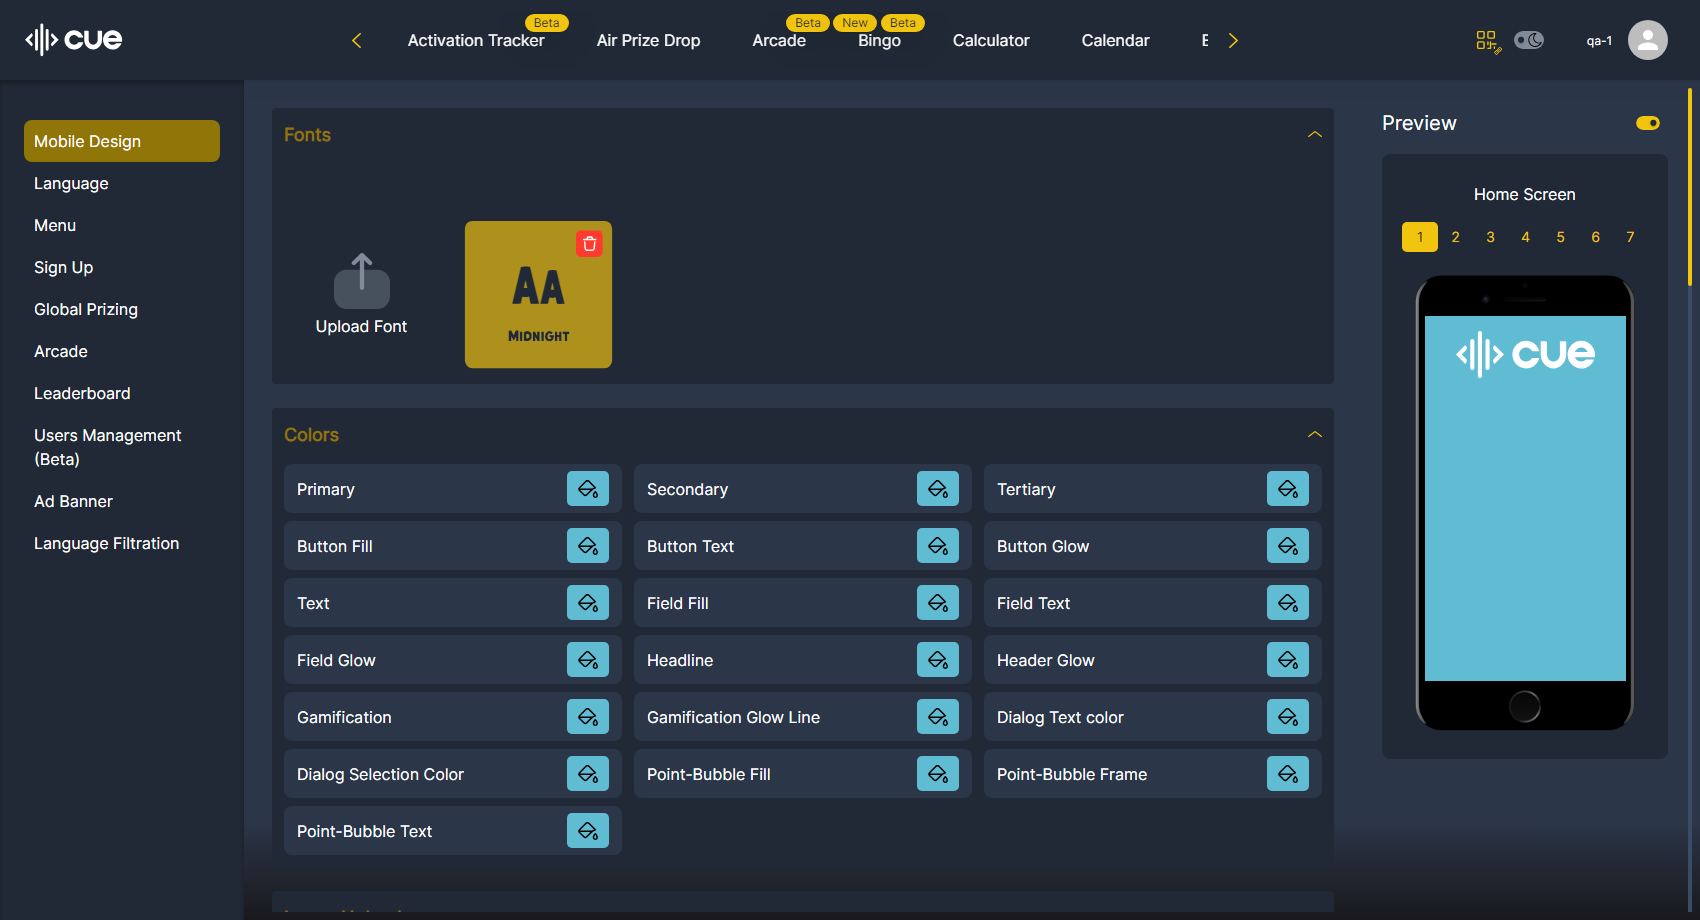 cue
Activation Tracker
Beta
Air Prize Drop
Arcade
Beta
New
Bingo
Beta
Calculator
Calendar
qa-1
Mobile Design
Language
Menu
Sign Up
Global Prizing
Arcade
Leaderboard
Users Management
(Beta)
Ad Banner
Language Filtration
Fonts
Upload Font
AA
MIDNIGHT
Colors
Primary
Secondary
Tertiary
Button Fill
Button Text
Button Glow
Text
Field Fill
Field Text
Field Glow
Headline
Header Glow
Gamification
Gamification Glow Line
Dialog Text color
Dialog Selection Color
Point-Bubble Fill
Point-Bubble Frame
Point-Bubble Text
Preview
Home Screen
1 2 3 4 5 6 7
cue